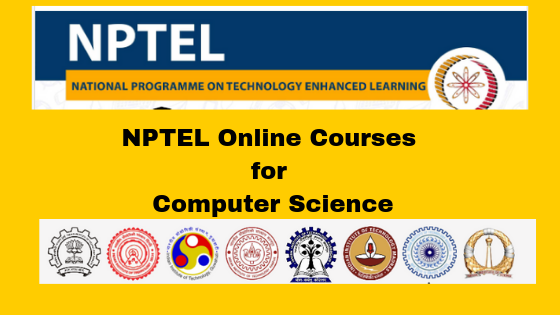 NPTEL
NATIONAL PROGRAMME ON TECHNOLOGY ENHANCED LEARNING
NPTEL Online Courses
for
Computer Science